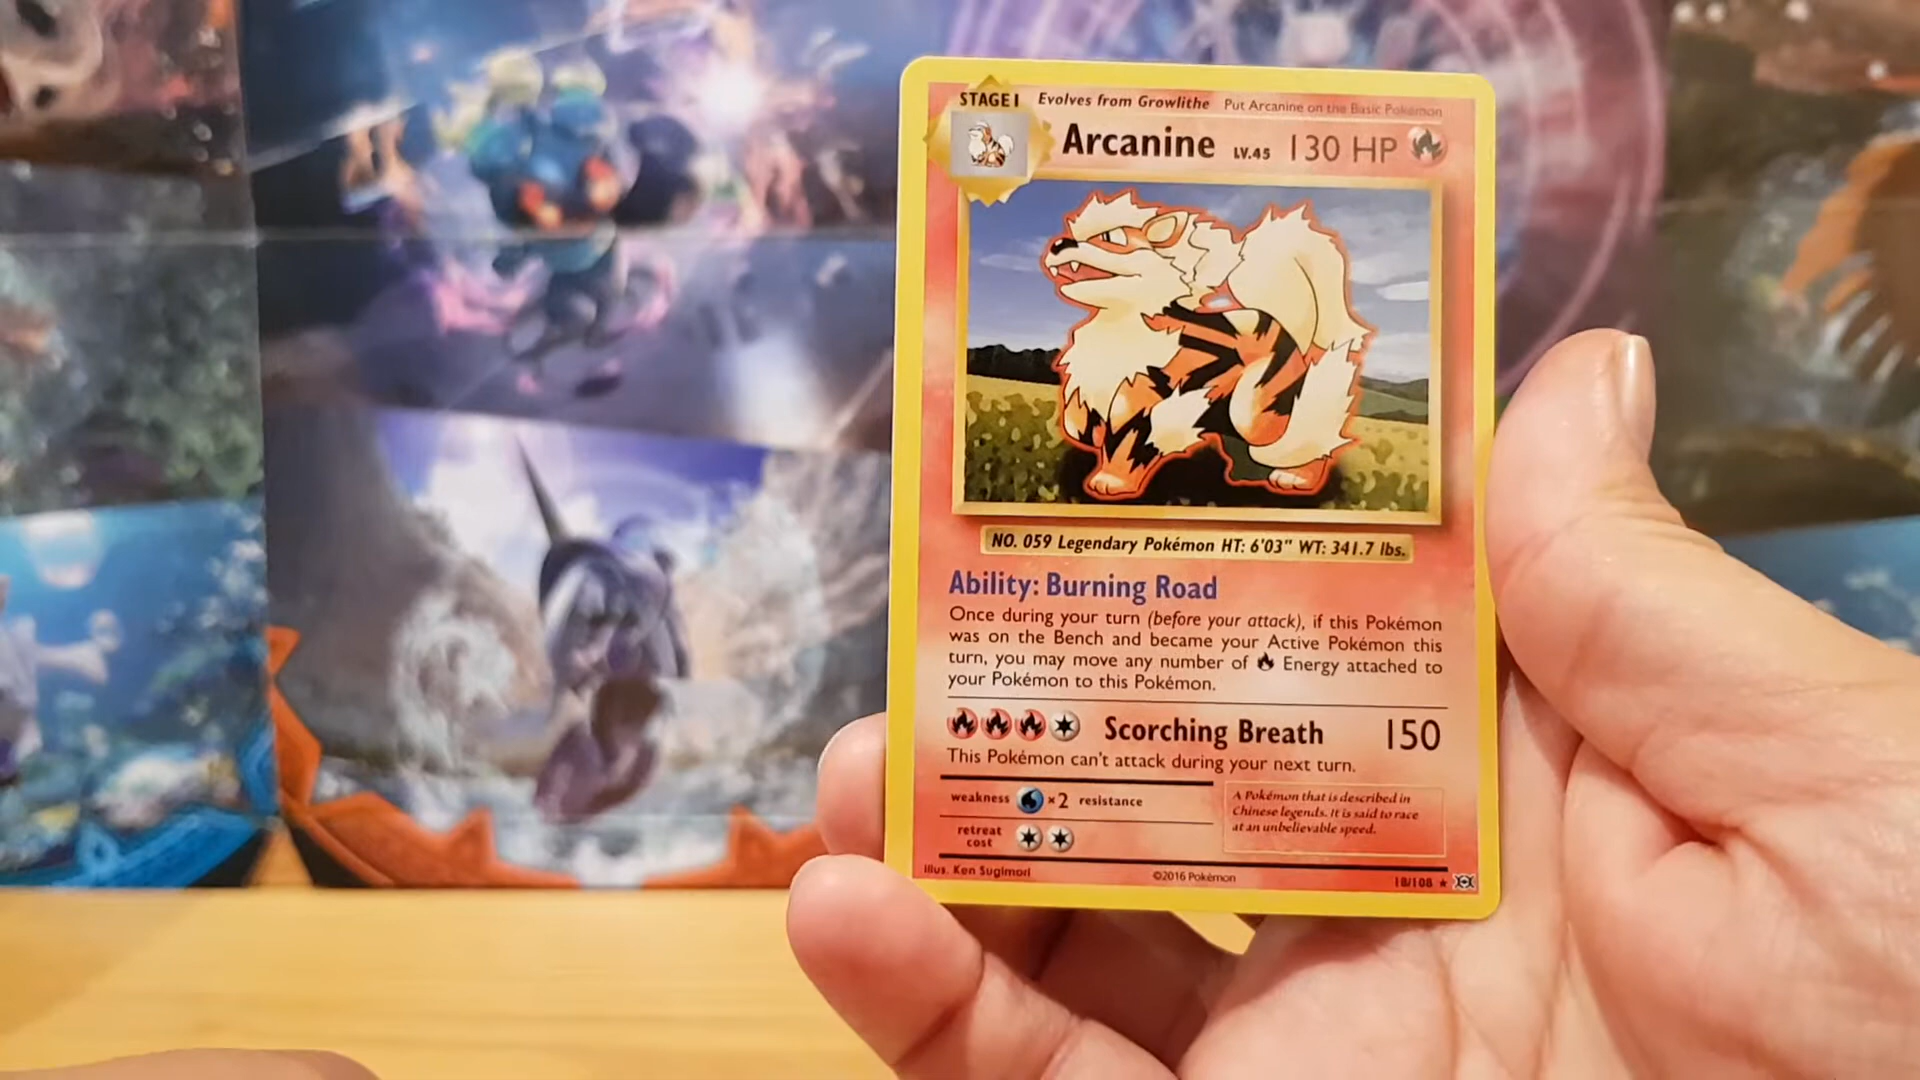 STAGE 1 Evolves from Growlithe Put Arcanine on the Basic Pokémon
Arcanine LV.45 130 HP
NO. 059 Legendary Pokémon HT: 6'03" WT: 341.7 lbs.
Ability: Burning Road
Once during your turn (before your attack), if this Pokémon
was on the Bench and became your Active Pokémon this
turn, you may move any number of Energy attached to
your Pokémon to this Pokémon.
Scorching Breath 150
This Pokémon can't attack during your next turn.
weakness ×2 resistance
retreat
cost
A Pokémon that is described in
Chinese legends. It is said to race
at an unbelievable speed.
Illus. Ken Sugimori ©2016 Pokémon 18/108 ★